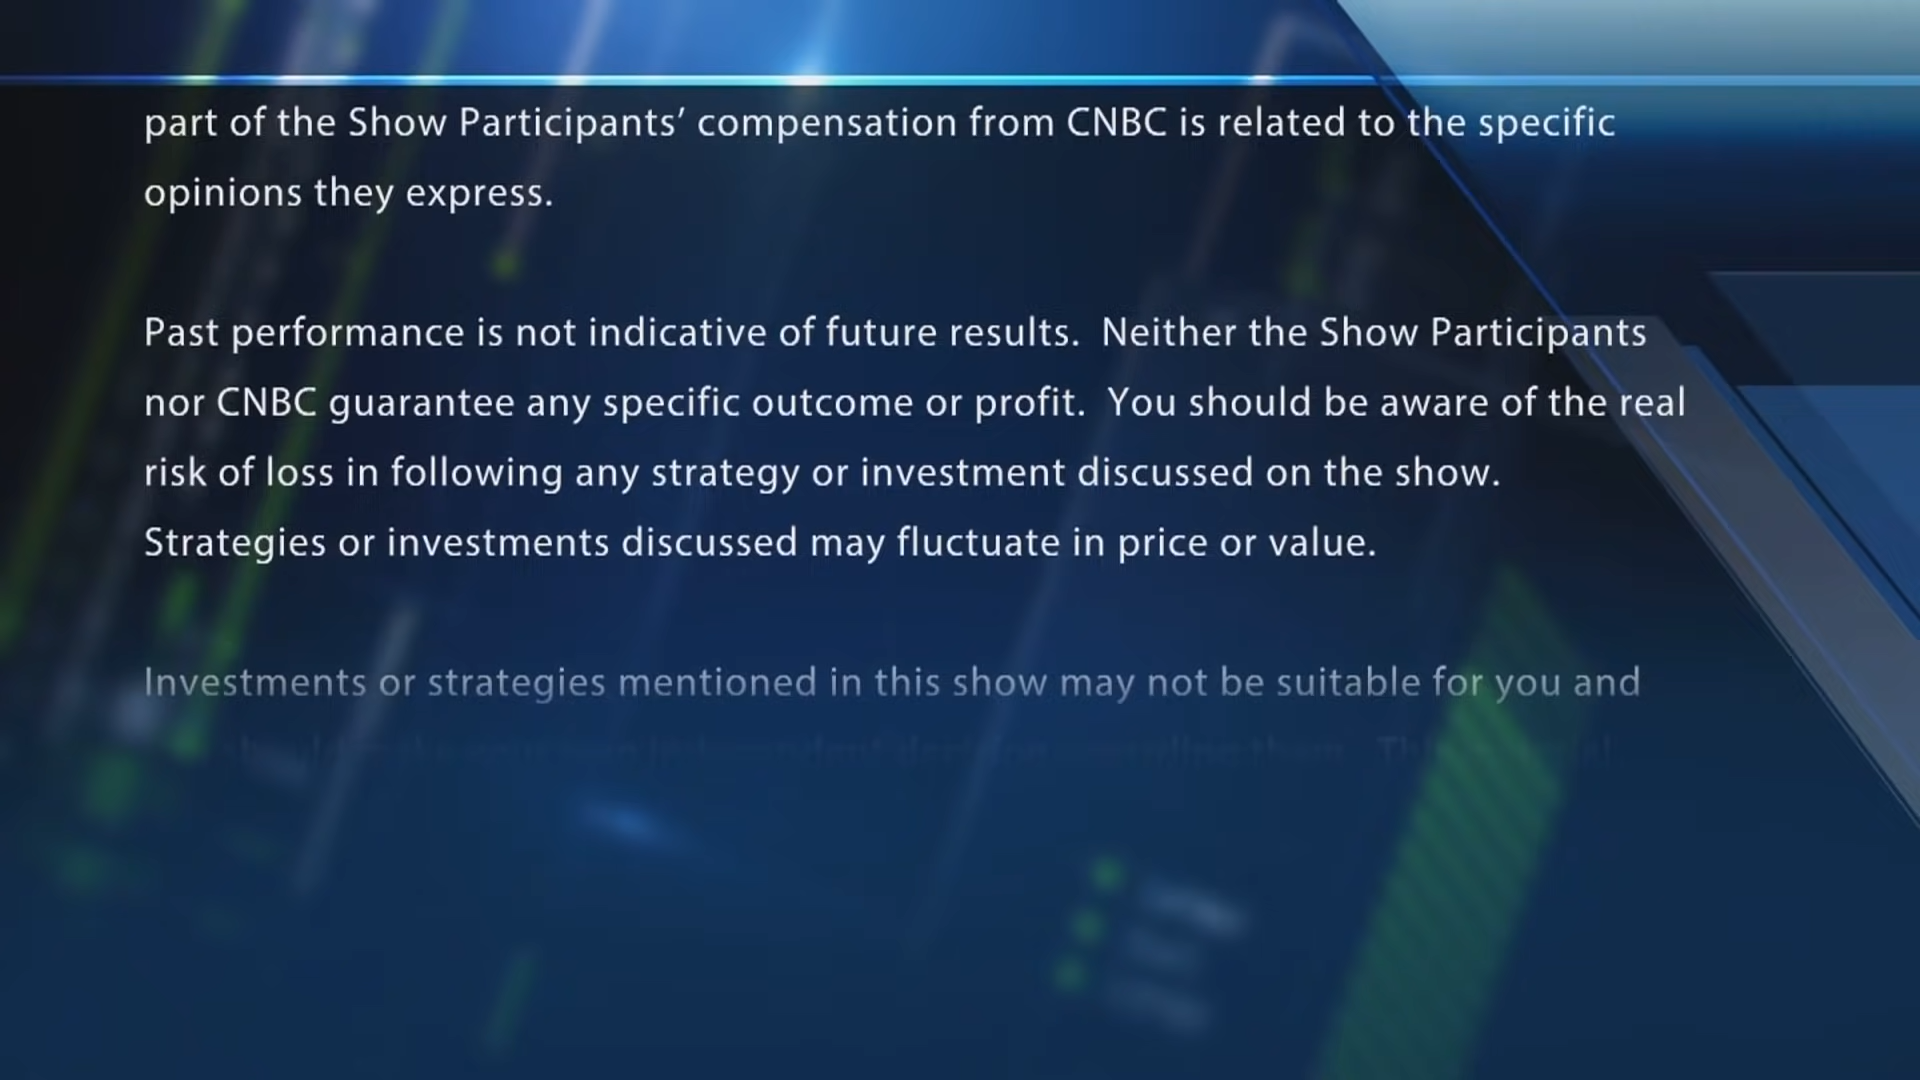 part of the Show Participants’ compensation from CNBC is related to the specific
opinions they express.
Past performance is not indicative of future results.  Neither the Show Participants
nor CNBC guarantee any specific outcome or profit.  You should be aware of the real
risk of loss in following any strategy or investment discussed on the show.
Strategies or investments discussed may fluctuate in price or value.
Investments or strategies mentioned in this show may not be suitable for you and